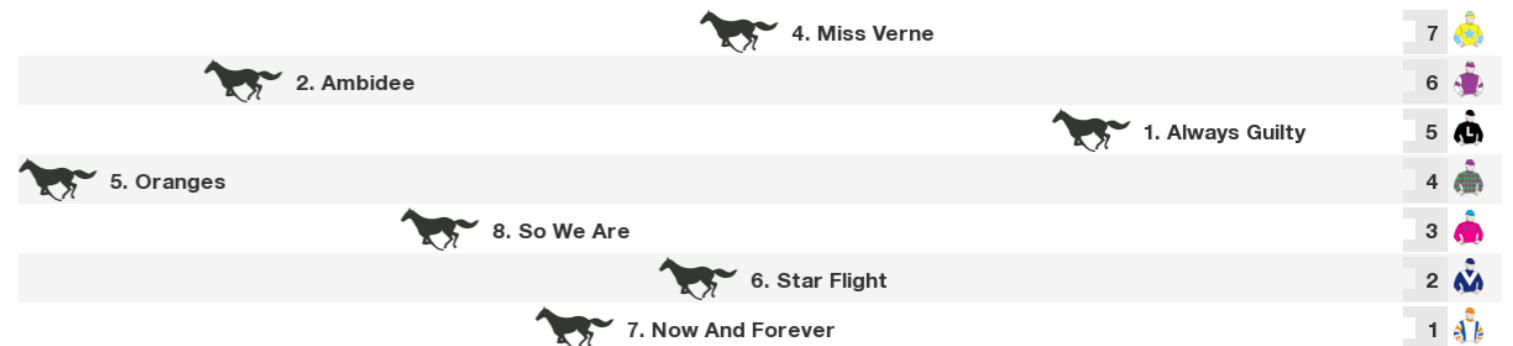 4. Miss Verne 7
2. Ambidee 6
1. Always Guilty 5 L
5. Oranges 4
8. So We Are 3
6. Star Flight 2
7. Now And Forever 1